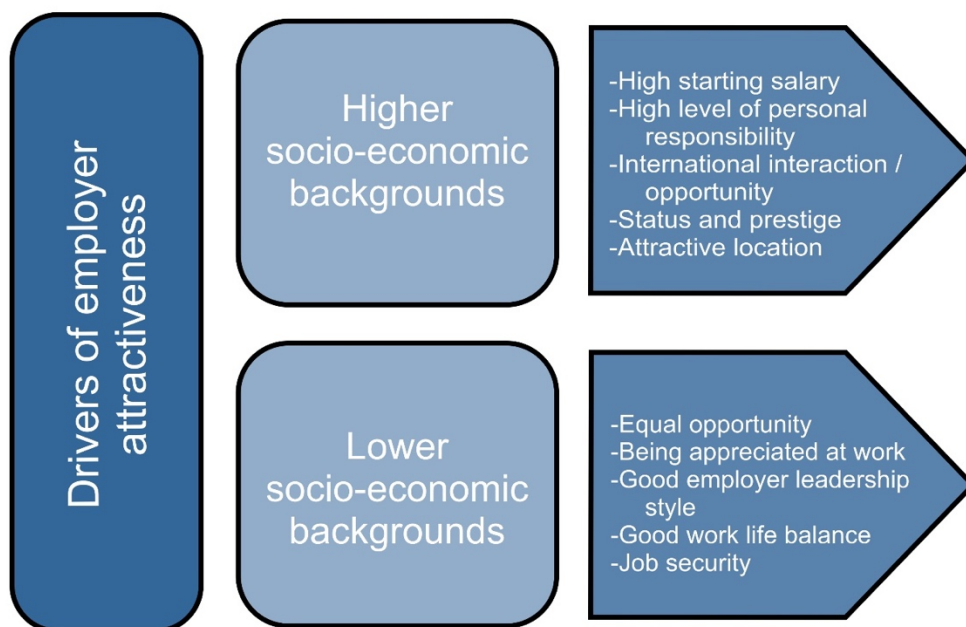 Drivers of employer
attractiveness
Higher
socio-economic
backgrounds
-High starting salary
-High level of personal
responsibility
-International interaction /
opportunity
-Status and prestige
-Attractive location
Lower
socio-economic
backgrounds
-Equal opportunity
-Being appreciated at work
-Good employer leadership
style
-Good work life balance
-Job security